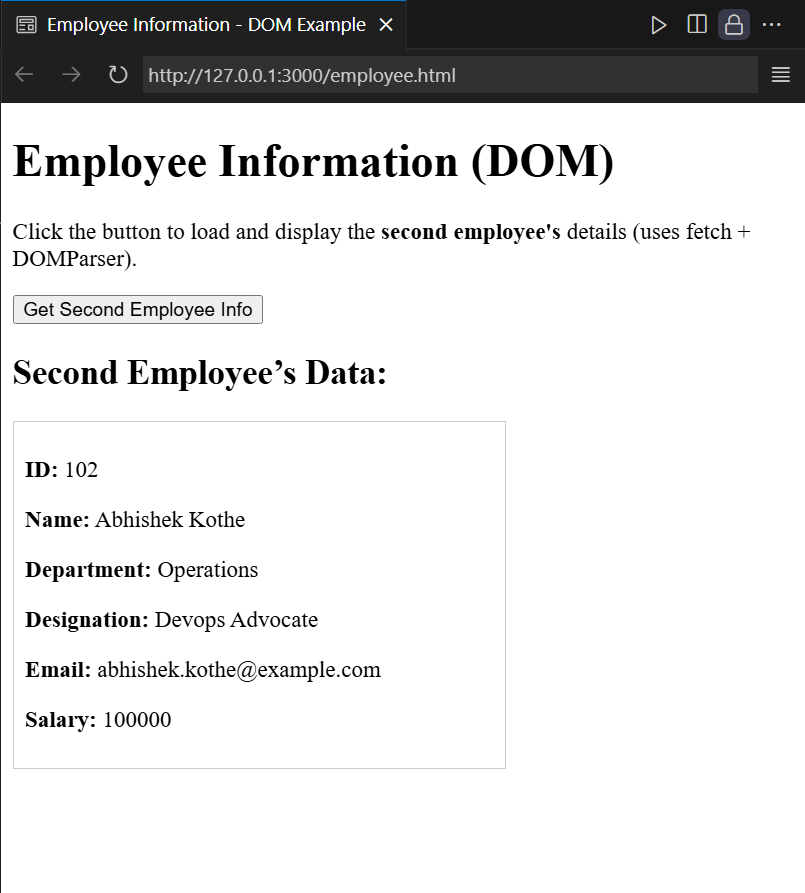 Employee Information - DOM Example
http://127.0.0.1:3000/employee.html
Employee Information (DOM)
Click the button to load and display the second employee's details (uses fetch +
DOMParser).
Get Second Employee Info
Second Employee’s Data:
ID: 102
Name: Abhishek Kothe
Department: Operations
Designation: Devops Advocate
Email: abhishek.kothe@example.com
Salary: 100000